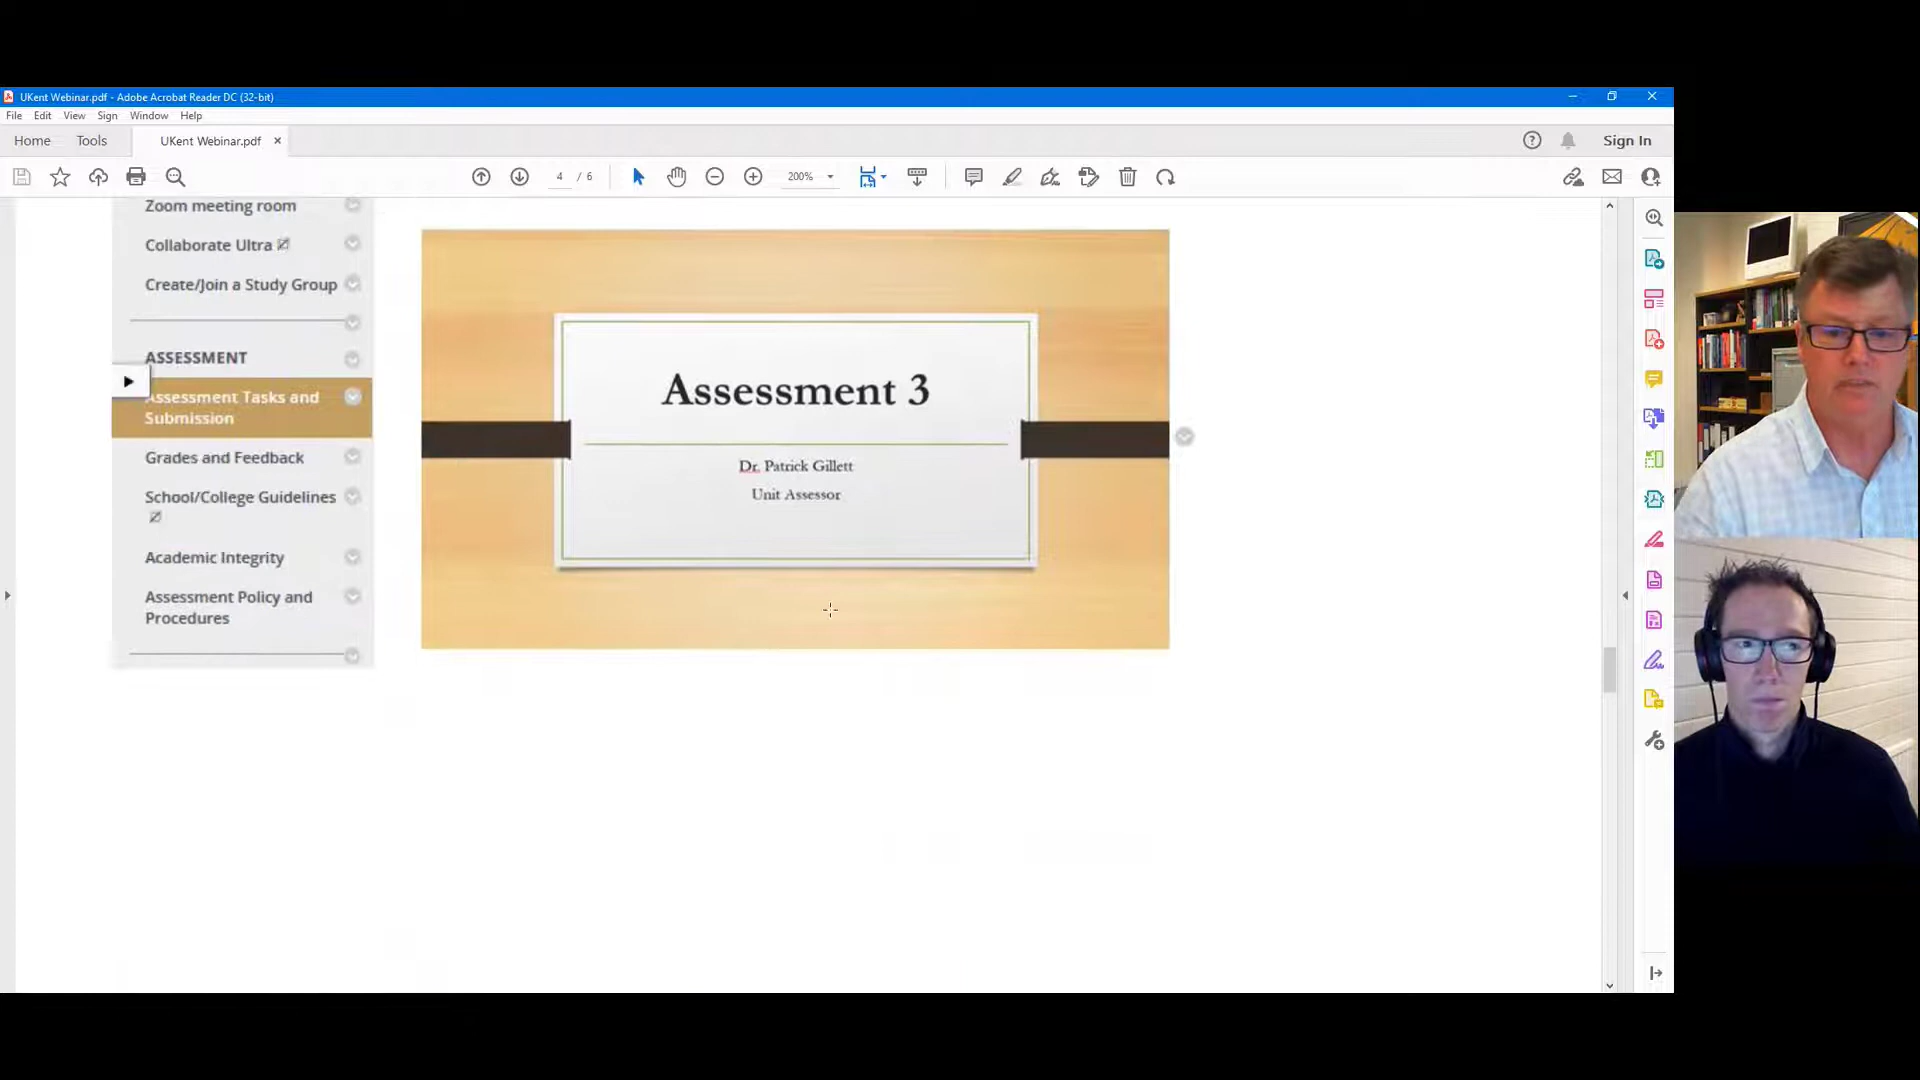 UKent Webinar.pdf - Adobe Acrobat Reader DC (32-bit)
File Edit View Sign Window Help
Home Tools UKent Webinar.pdf × Sign In
4 / 6 200%
Zoom meeting room
Collaborate Ultra
Create/Join a Study Group
ASSESSMENT
Assessment Tasks and
Submission
Grades and Feedback
School/College Guidelines
Academic Integrity
Assessment Policy and
Procedures
Assessment 3
Dr. Patrick Gillett
Unit Assessor